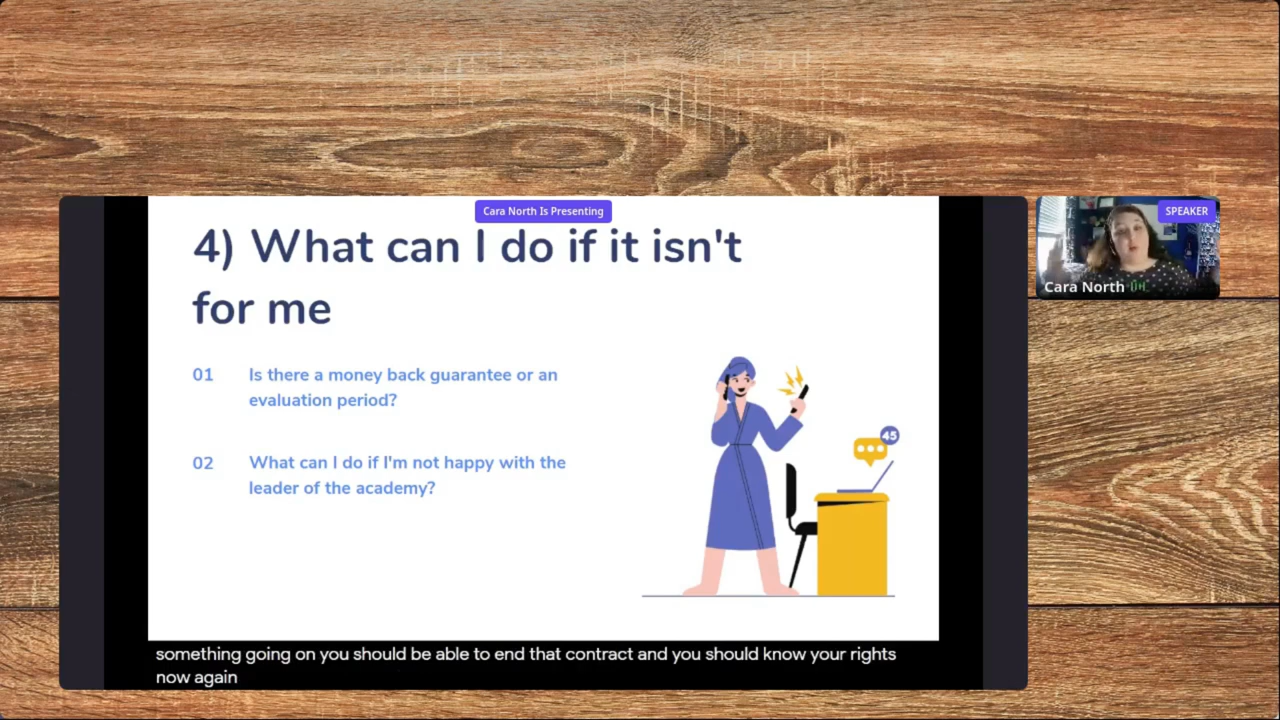 Cara North Is Presenting
4) What can I do if it isn't
for me
01 Is there a money back guarantee or an
evaluation period?
02 What can I do if I'm not happy with the
leader of the academy?
45
something going on you should be able to end that contract and you should know your rights
now again
SPEAKER
Cara North